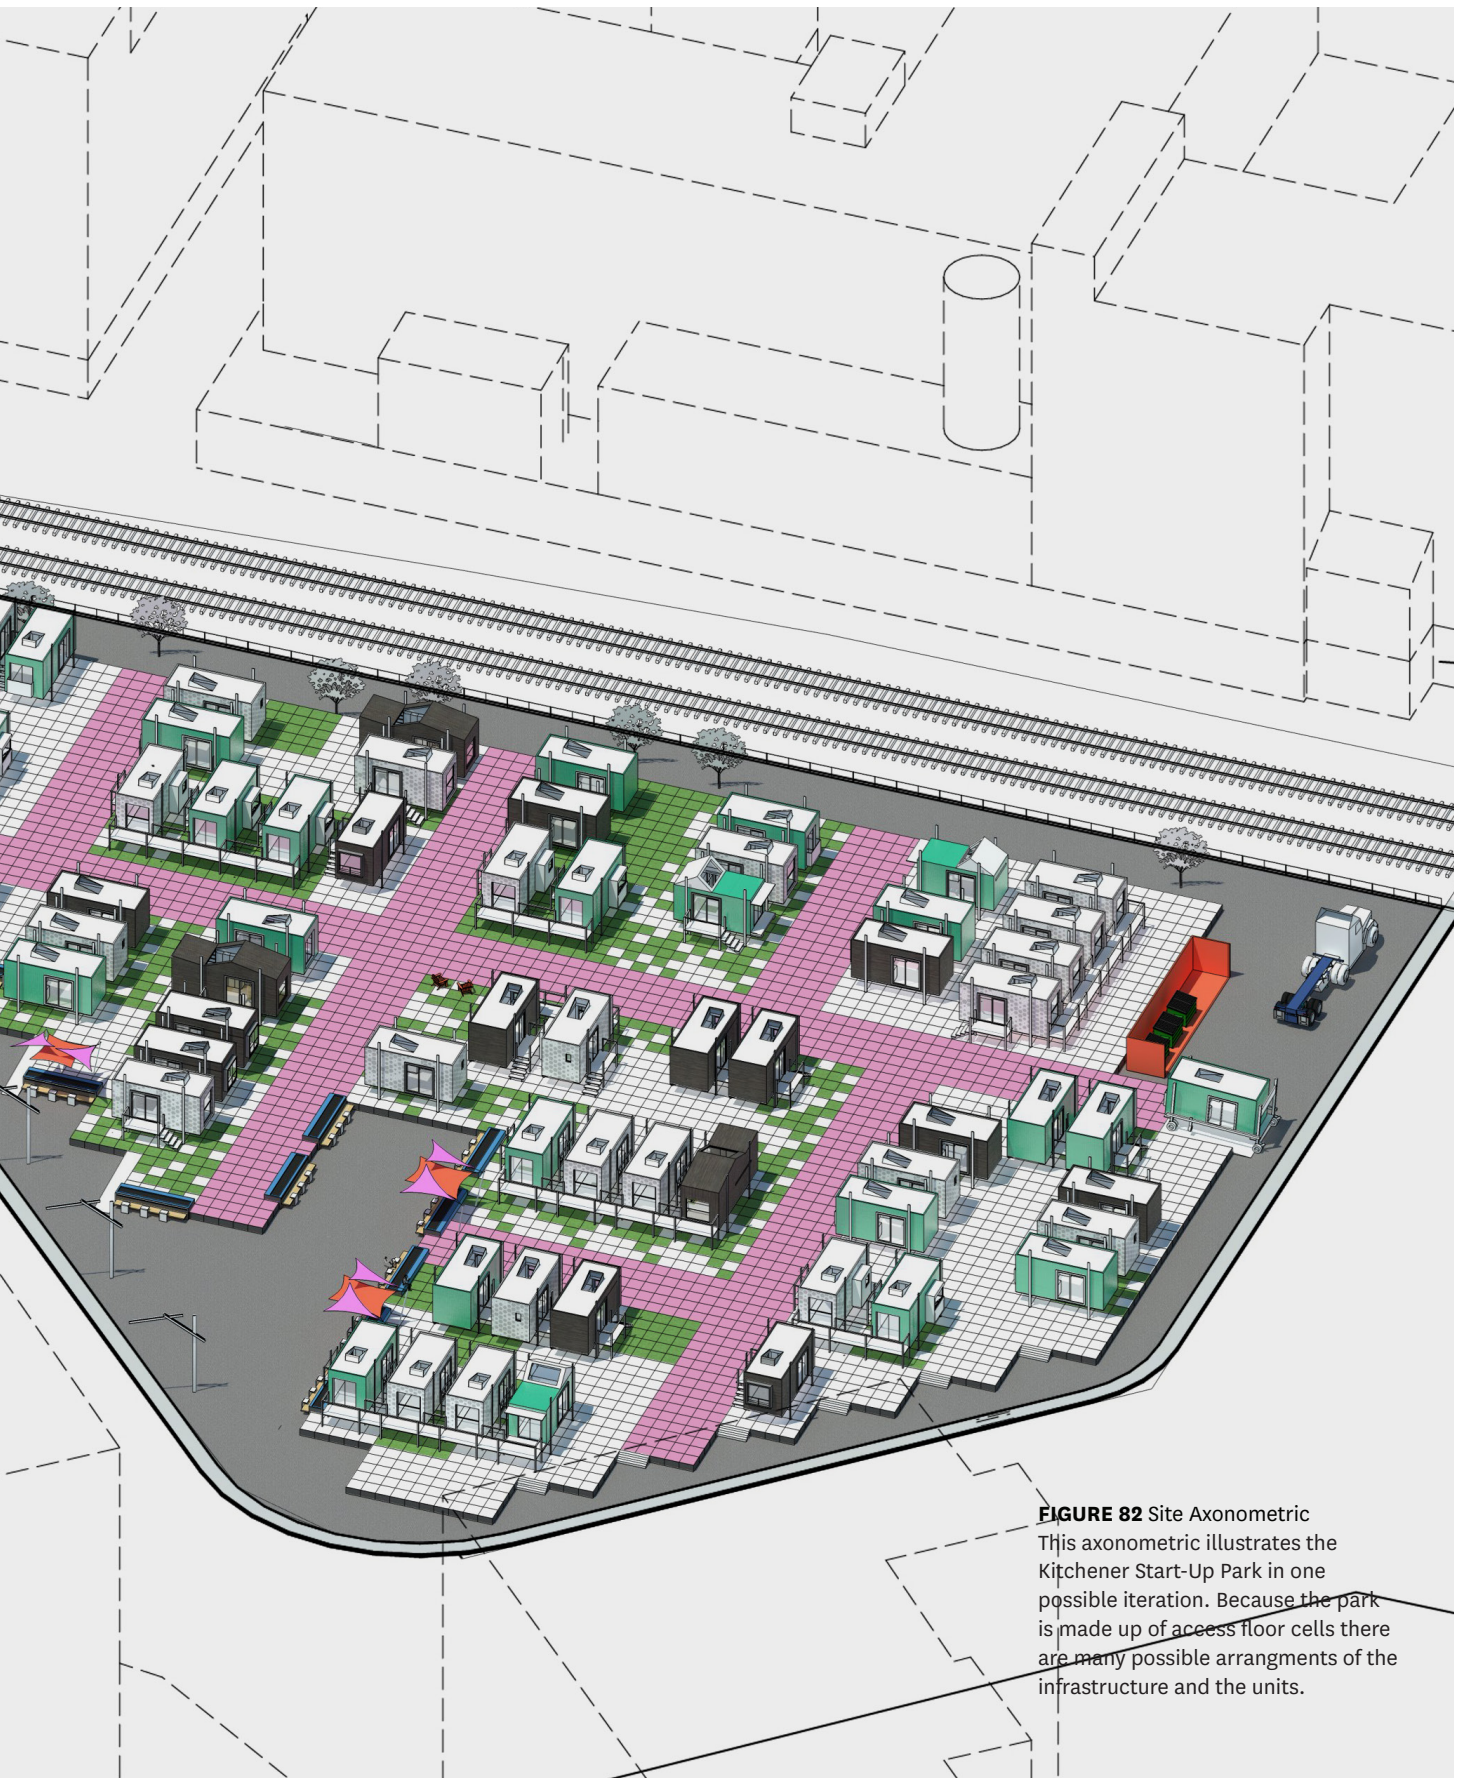 FIGURE 82 Site Axonometric
This axonometric illustrates the
Kitchener Start-Up Park in one
possible iteration. Because the park
is made up of access floor cells there
are many possible arrangments of the
infrastructure and the units.